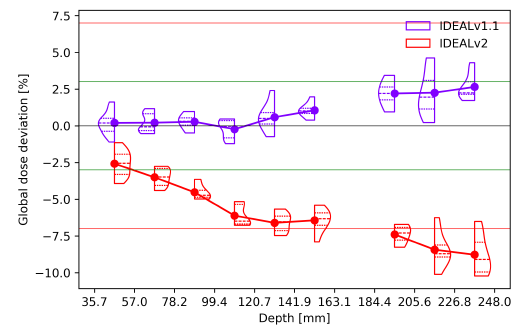 IDEALv1.1
IDEALv2
Global dose deviation [%]
7.5
5.0
2.5
0.0
−2.5
−5.0
−7.5
−10.0
35.7 57.0 78.2 99.4 120.7 141.9 163.1 184.4 205.6 226.8 248.0
Depth [mm]